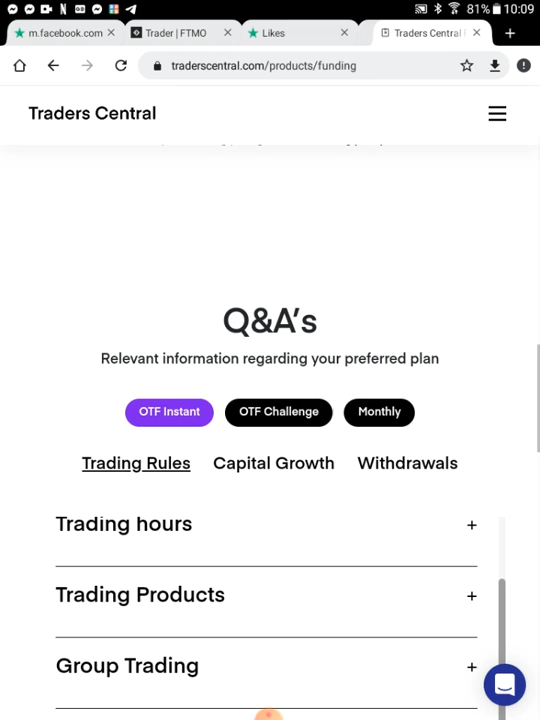 81% 10:09
m.facebook.com
Trader | FTMO
Likes
Traders Central
traderscentral.com/products/funding
Traders Central
Q&A's
Relevant information regarding your preferred plan
OTF Instant
OTF Challenge
Monthly
Trading Rules
Capital Growth
Withdrawals
Trading hours
Trading Products
Group Trading